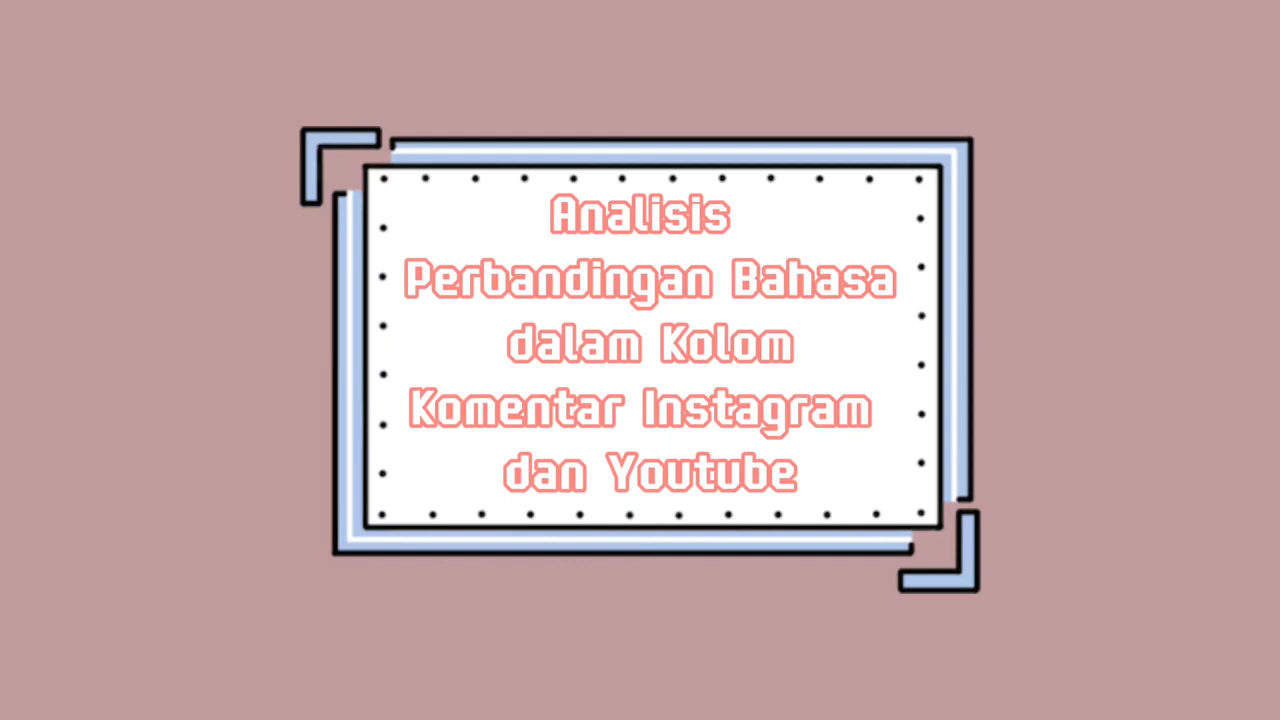 Analisis
Perbandingan Bahasa
dalam Kolom
Komentar Instagram
dan Youtube